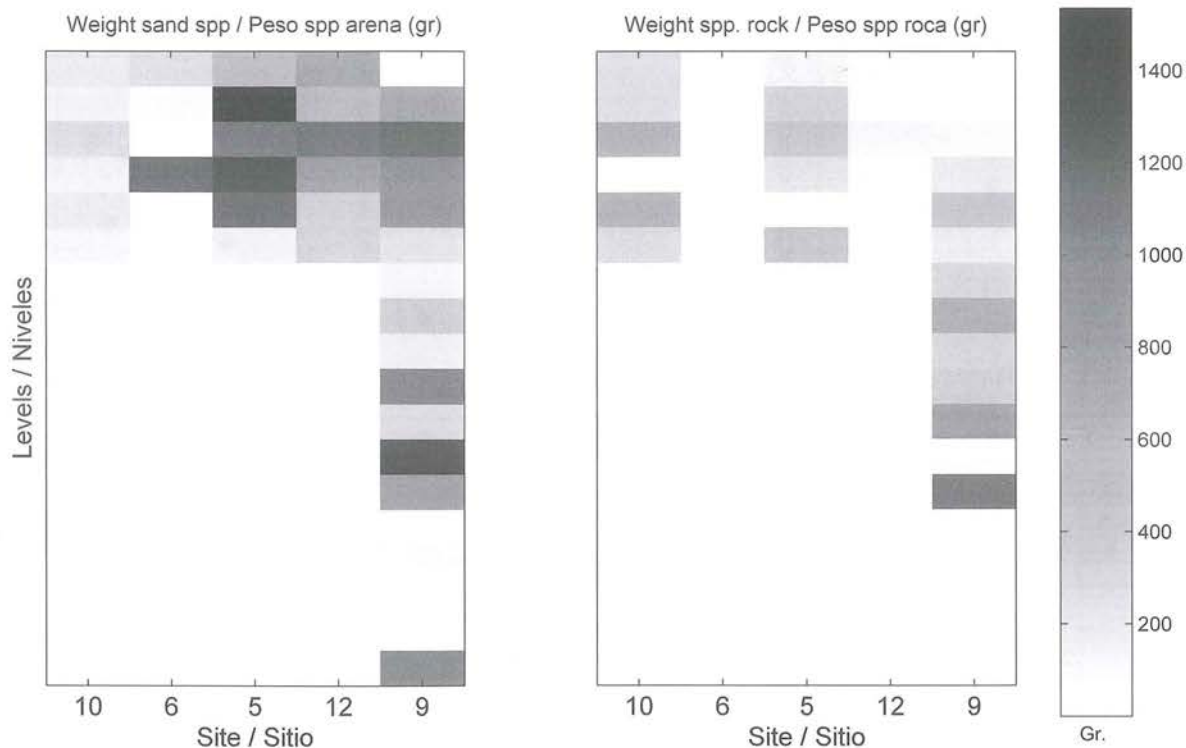 Weight sand spp / Peso spp arena (gr)
Weight spp. rock / Peso spp roca (gr)
Levels / Niveles
10 6 5 12 9
Site / Sitio
10 6 5 12 9
Site / Sitio
1400
1200
1000
800
600
400
200
Gr.